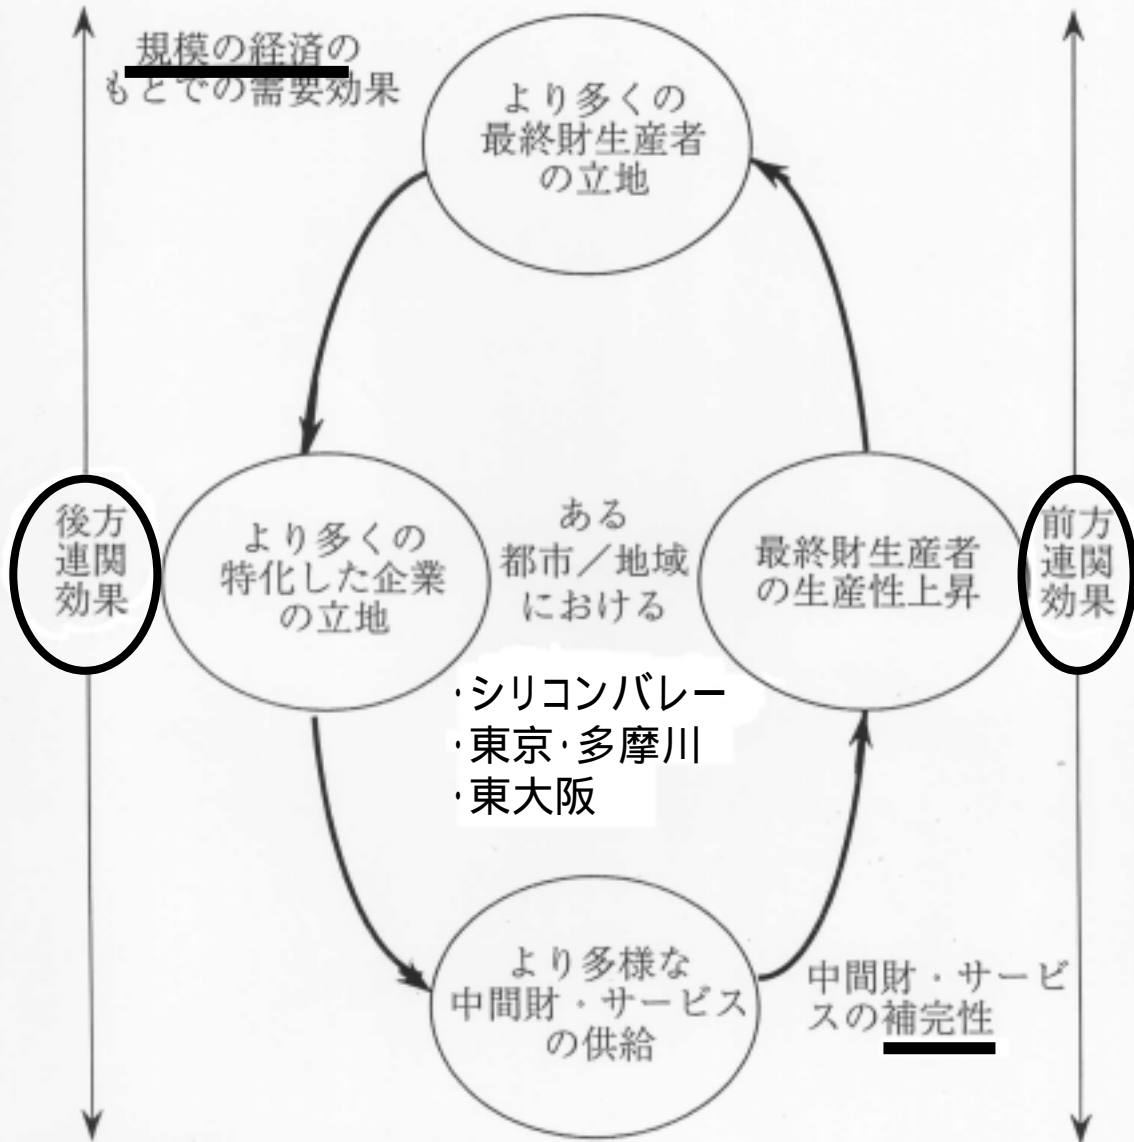 規模の経済の
もとでの需要効果
より多くの
最終財生産者
の立地
後方
連関
効果
より多くの
特化した企業
の立地
ある
都市／地域
における
最終財生産者
の生産性上昇
前方
連関
効果
・シリコンバレー
・東京・多摩川
・東大阪
より多様な
中間財・サービス
の供給
中間財・サービ
スの補完性